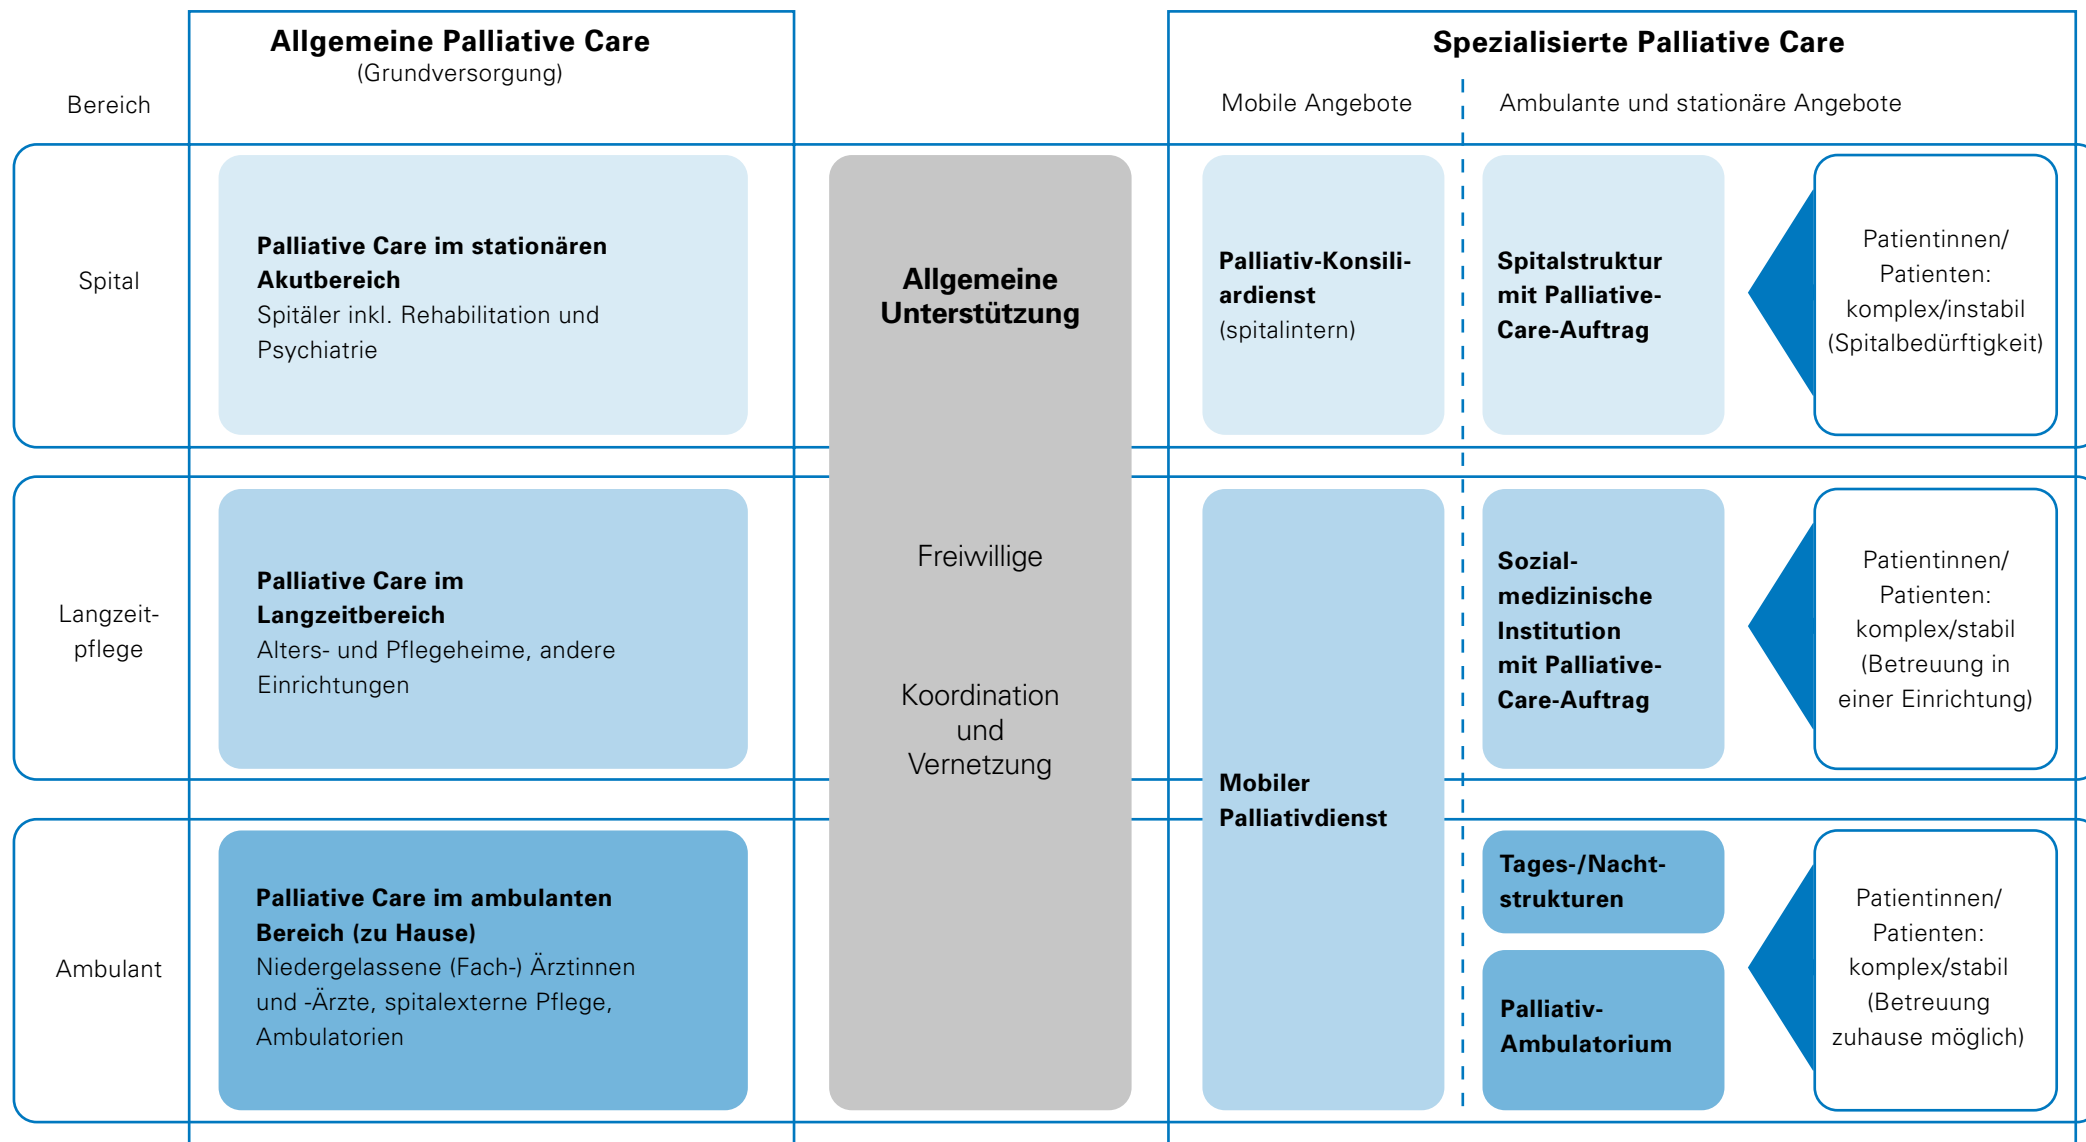 Allgemeine Palliative Care
(Grundversorgung)
Spezialisierte Palliative Care
Bereich
Mobile Angebote
Ambulante und stationäre Angebote
Spital
Palliative Care im stationären
Akutbereich
Spitäler inkl. Rehabilitation und
Psychiatrie
Allgemeine
Unterstützung
Freiwillige
Koordination
und
Vernetzung
Palliativ-Konsili-
ardienst
(spitalintern)
Spitalstruktur
mit Palliative-
Care-Auftrag
Patientinnen/
Patienten:
komplex/instabil
(Spitalbedürftigkeit)
Langzeit-
pflege
Palliative Care im
Langzeitbereich
Alters- und Pflegeheime, andere
Einrichtungen
Mobiler
Palliativdienst
Sozial-
medizinische
Institution
mit Palliative-
Care-Auftrag
Patientinnen/
Patienten:
komplex/stabil
(Betreuung in
einer Einrichtung)
Ambulant
Palliative Care im ambulanten
Bereich (zu Hause)
Niedergelassene (Fach-) Ärztinnen
und -Ärzte, spitalexterne Pflege,
Ambulatorien
Tages-/Nacht-
strukturen
Palliativ-
Ambulatorium
Patientinnen/
Patienten:
komplex/stabil
(Betreuung
zuhause möglich)